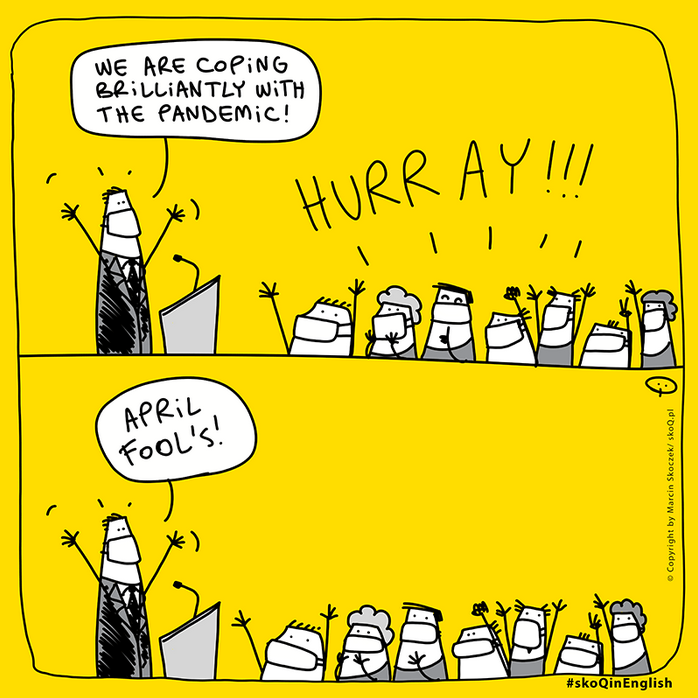 WE ARE COPING
BRILLIANTLY WITH
THE PANDEMIC!
HURRAY!!!
APRIL
FOOL'S!
© Copyright by Marcin Skoczek/ skoQ.pl
#skoQinEnglish